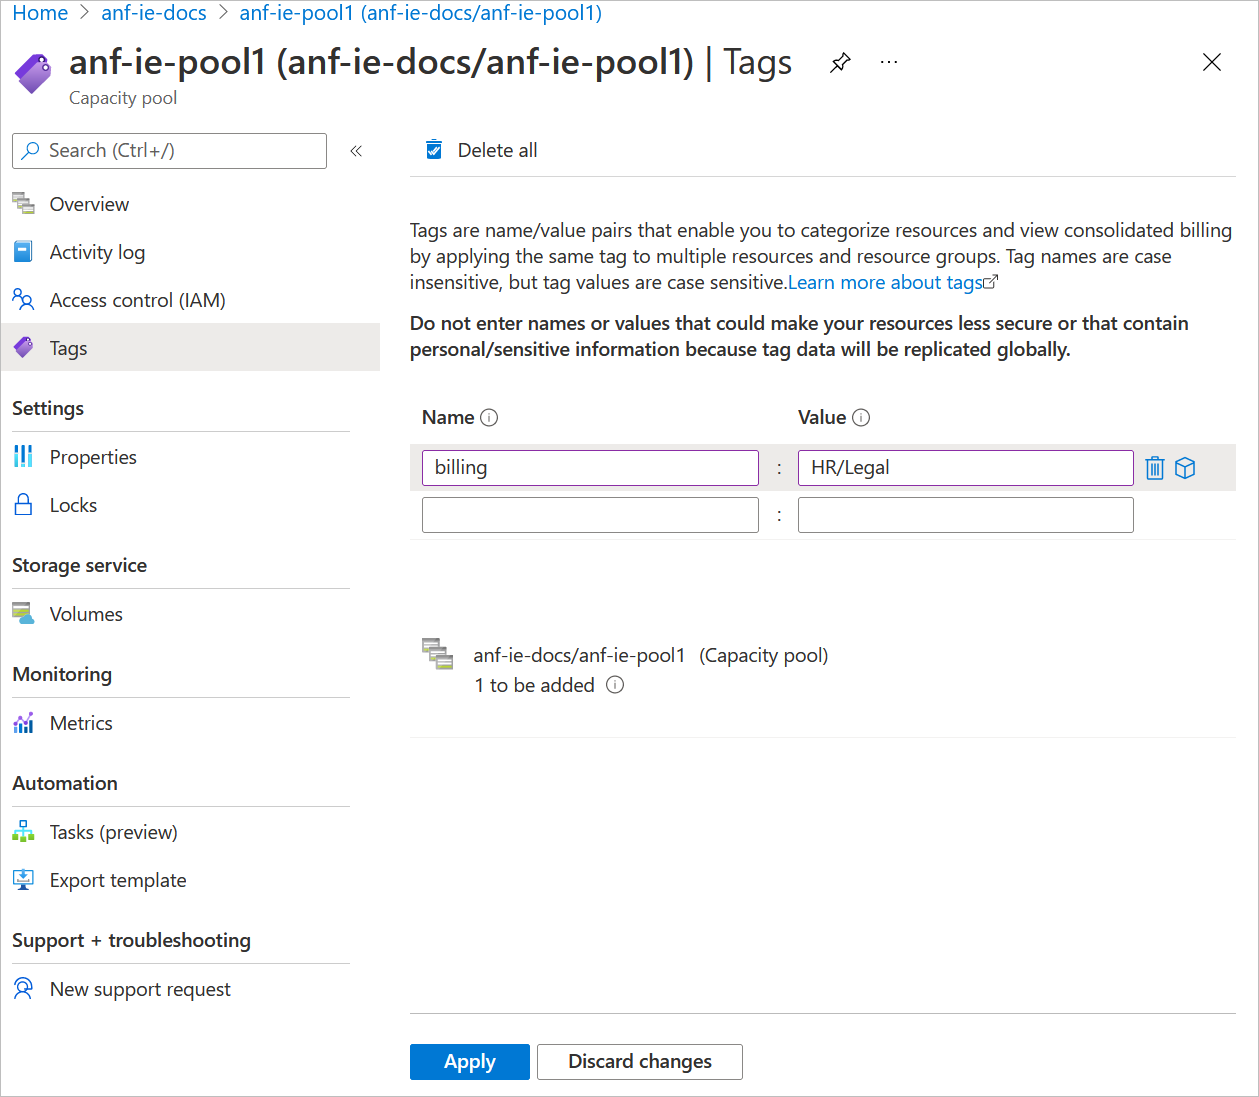 Home > anf-ie-docs > anf-ie-pool1 (anf-ie-docs/anf-ie-pool1)
anf-ie-pool1 (anf-ie-docs/anf-ie-pool1) | Tags ...
Capacity pool
Search (Ctrl+/) «
Overview
Activity log
Access control (IAM)
Tags
Settings
Properties
Locks
Storage service
Volumes
Monitoring
Metrics
Automation
Tasks (preview)
Export template
Support + troubleshooting
New support request
Delete all
Tags are name/value pairs that enable you to categorize resources and view consolidated billing
by applying the same tag to multiple resources and resource groups. Tag names are case
insensitive, but tag values are case sensitive.Learn more about tags
Do not enter names or values that could make your resources less secure or that contain
personal/sensitive information because tag data will be replicated globally.
Name Value
billing : HR/Legal
:
anf-ie-docs/anf-ie-pool1 (Capacity pool)
1 to be added
Apply Discard changes